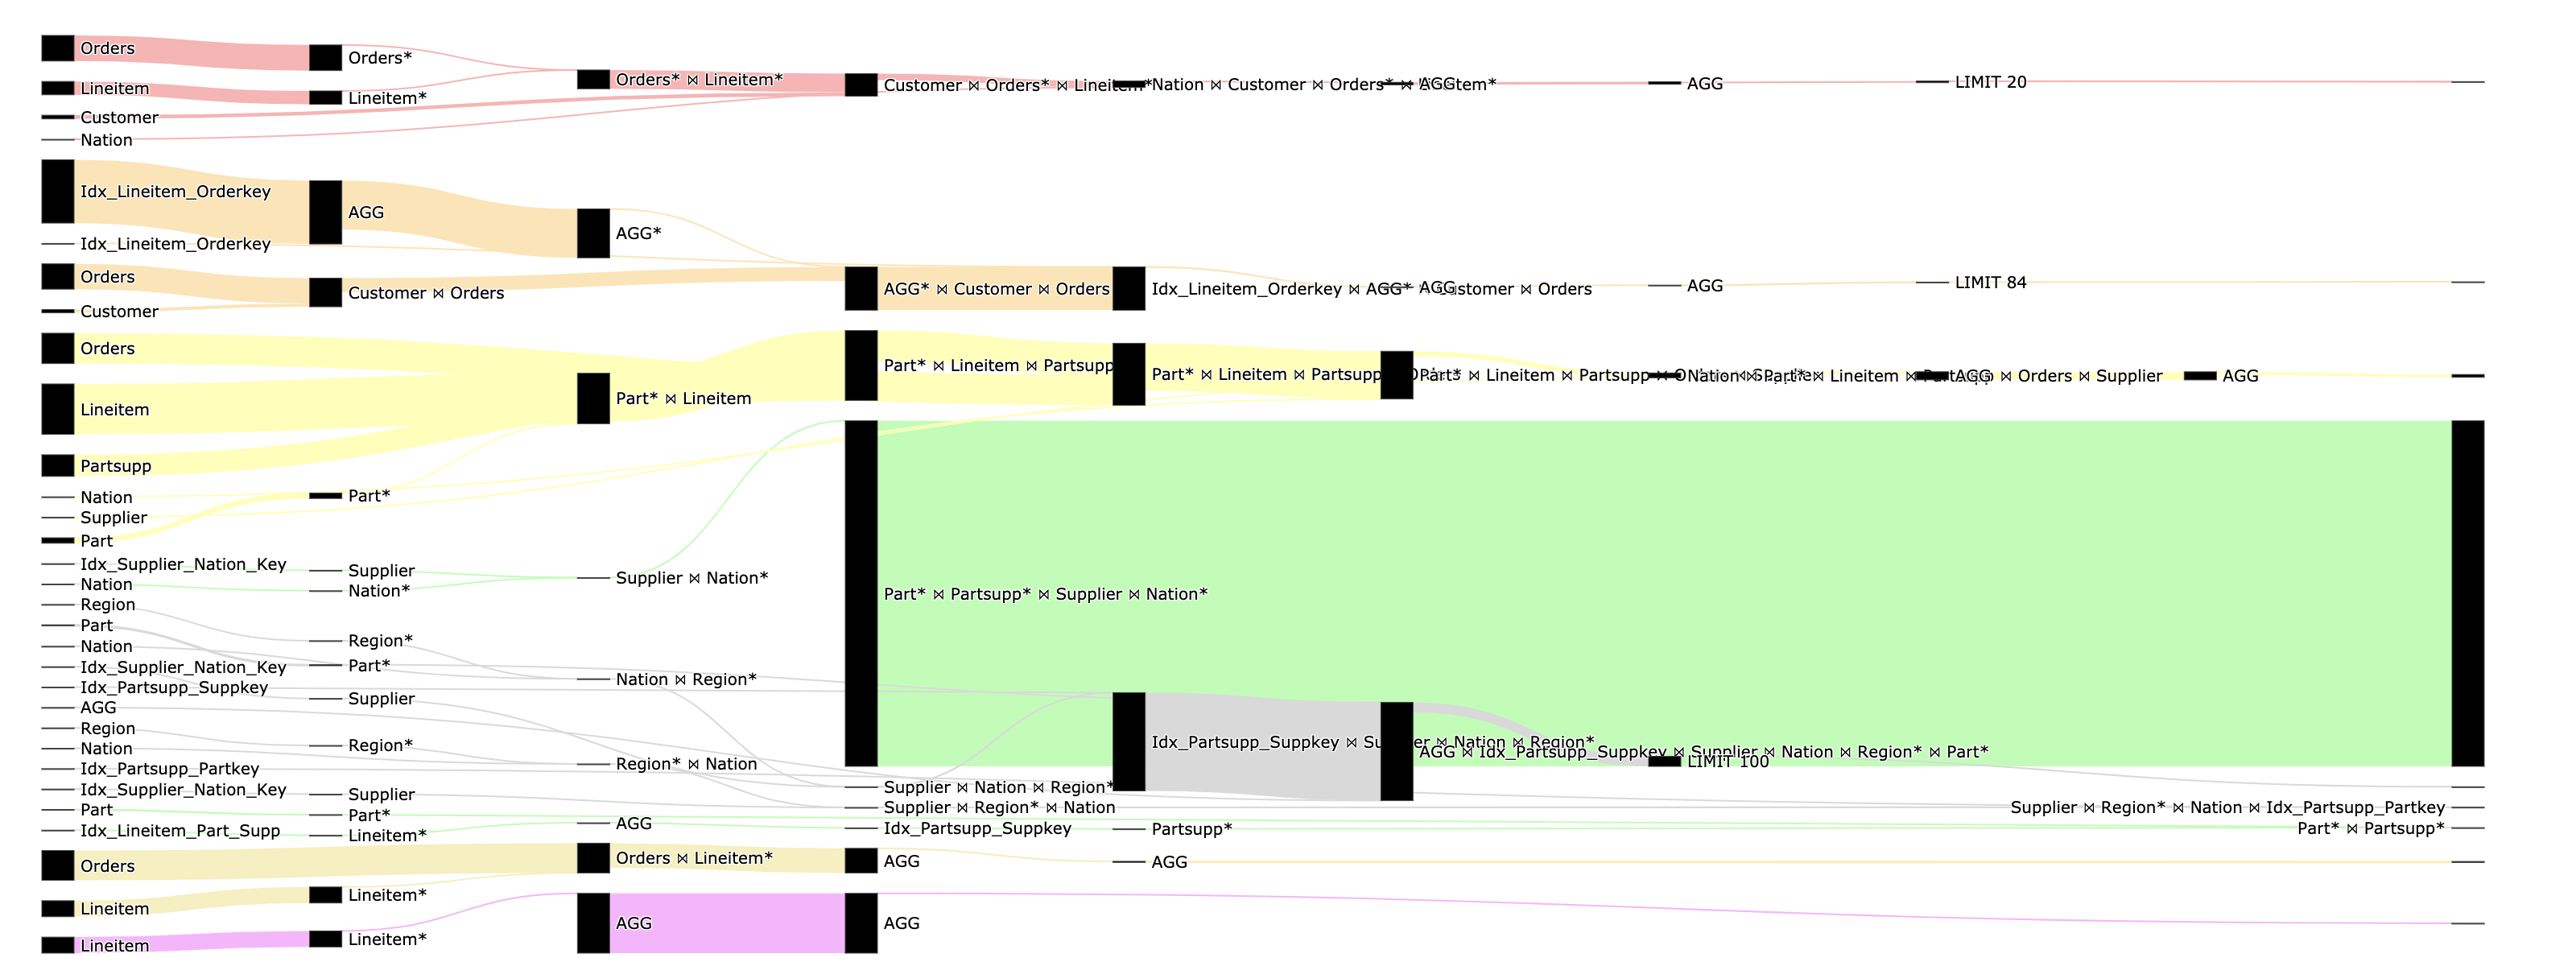 Orders
Orders*
Orders* ⋈ Lineitem*
Customer ⋈ Orders* ⋈ Lineitem*
Nation ⋈ Customer ⋈ Orders* ⋈ Lineitem*
AGG
AGG
LIMIT 20
Lineitem
Lineitem*
Customer
Nation
Idx_Lineitem_Orderkey
AGG
AGG*
Idx_Lineitem_Orderkey
Orders
Customer ⋈ Orders
AGG* ⋈ Customer ⋈ Orders
Idx_Lineitem_Orderkey ⋈ AGG* ⋈ Customer ⋈ Orders
AGG
AGG
LIMIT 84
Customer
Orders
Lineitem
Part* ⋈ Lineitem
Part* ⋈ Lineitem ⋈ Partsupp
Part* ⋈ Lineitem ⋈ Partsupp ⋈ Orders
Part* ⋈ Lineitem ⋈ Partsupp ⋈ Orders ⋈ Supplier
Nation ⋈ Part* ⋈ Lineitem ⋈ Partsupp ⋈ Orders ⋈ Supplier
AGG
AGG
Partsupp
Nation
Part*
Supplier
Part
Idx_Supplier_Nation_Key
Supplier
Supplier ⋈ Nation*
Part* ⋈ Partsupp* ⋈ Supplier ⋈ Nation*
Nation
Nation*
Region
Part
Region*
Nation
Part*
Idx_Supplier_Nation_Key
Nation ⋈ Region*
Idx_Partsupp_Suppkey
Supplier
AGG
Region
Region*
Nation
Idx_Partsupp_Suppkey ⋈ Supplier ⋈ Nation ⋈ Region*
AGG ⋈ Idx_Partsupp_Suppkey ⋈ Supplier ⋈ Nation ⋈ Region* ⋈ Part*
LIMIT 100
Idx_Partsupp_Partkey
Region* ⋈ Nation
Idx_Supplier_Nation_Key
Supplier
Supplier ⋈ Nation ⋈ Region*
Supplier ⋈ Region* ⋈ Nation
Supplier ⋈ Region* ⋈ Nation ⋈ Idx_Partsupp_Partkey
Part
Part*
Idx_Lineitem_Part_Supp
Lineitem*
AGG
Idx_Partsupp_Suppkey
Partsupp*
Part* ⋈ Partsupp*
Orders
Orders ⋈ Lineitem*
AGG
AGG
Lineitem
Lineitem*
Lineitem
Lineitem*
AGG
AGG